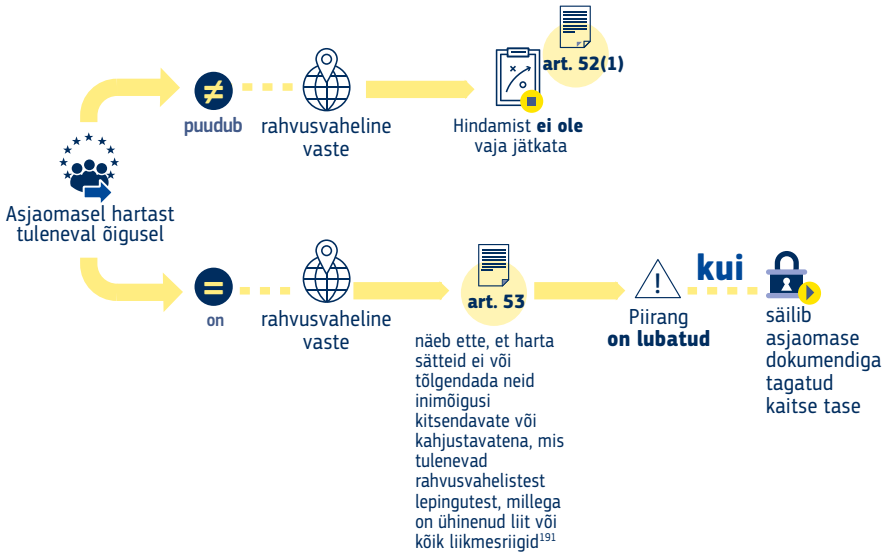 Asjaomasel hartast
tuleneval õigusel
≠
puudub
rahvusvaheline
vaste
art. 52(1)
Hindamist ei ole
vaja jätkata
=
on
rahvusvaheline
vaste
art. 53
näeb ette, et harta
sätteid ei või
tõlgendada neid
inimõigusi
kitsendavate või
kahjustavatena, mis
tulenevad
rahvusvahelistest
lepingutest, millega
on ühinenud liit või
kõik liikmesriigid¹⁹¹
!
Piirang
on lubatud
kui
säilib
asjaomase
dokumendiga
tagatud
kaitse tase